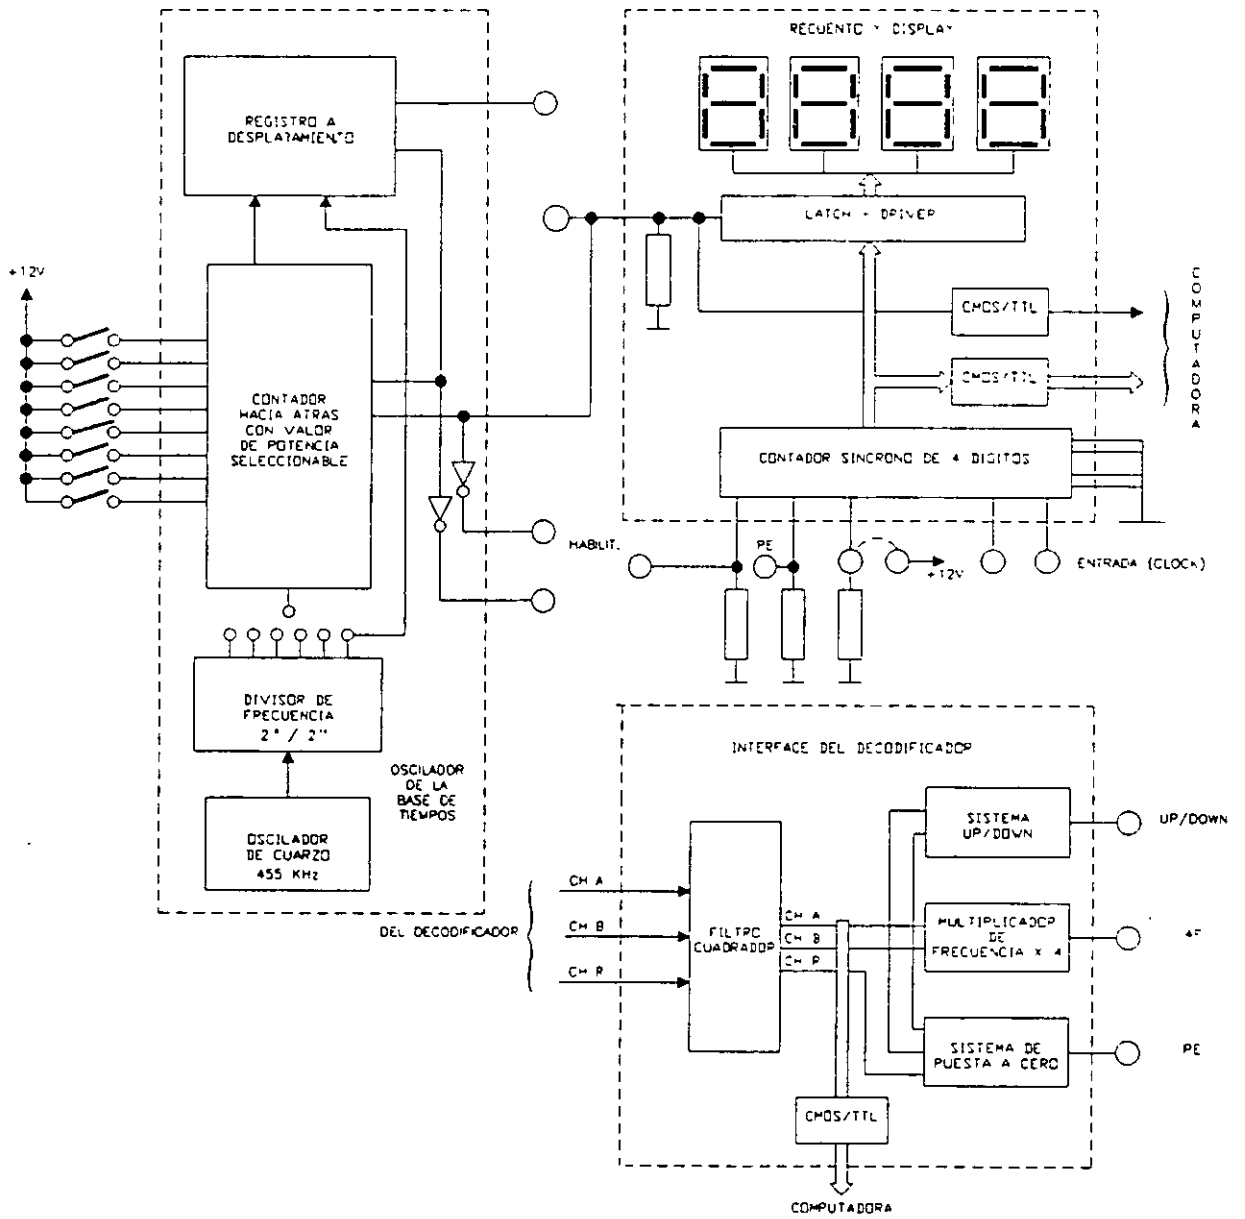 REGISTRO A
DESPLAZAMIENTO
+12V
CONTADOR
HACIA ATRAS
CON VALOR
DE POTENCIA
SELECCIONABLE
DIVISOR DE
FRECUENCIA
OSCILADOR
DE CUARZO
455 KHz
OSCILADOR
DE LA
BASE DE
TIEMPOS
RECUENTO Y DISPLAY
LATCH + DRIVER
CMOS/TTL
CMOS/TTL
COMPUTADORA
CONTADOR SINCRONO DE 4 DIGITOS
HABILIT.
PE
+12V
ENTRADA (CLOCK)
INTERFACE DEL DECODIFICADOR
DEL DECODIFICADOR
CH A
CH B
CH R
FILTRO
CUADRADOR
CH A
CH B
CH R
SISTEMA
UP/DOWN
UP/DOWN
MULTIPLICADOR
DE
FRECUENCIA X 4
4F
SISTEMA DE
PUESTA A CERO
PE
CMOS/TTL
COMPUTADORA